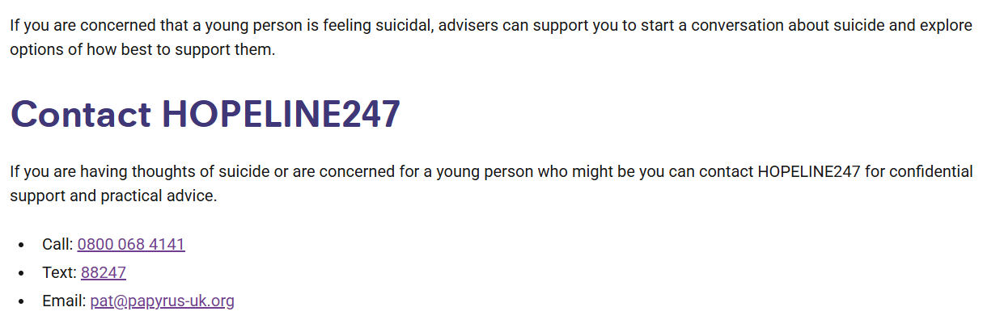 If you are concerned that a young person is feeling suicidal, advisers can support you to start a conversation about suicide and explore
options of how best to support them.
Contact HOPELINE247
If you are having thoughts of suicide or are concerned for a young person who might be you can contact HOPELINE247 for confidential
support and practical advice.
• Call: 0800 068 4141
• Text: 88247
• Email: pat@papyrus-uk.org